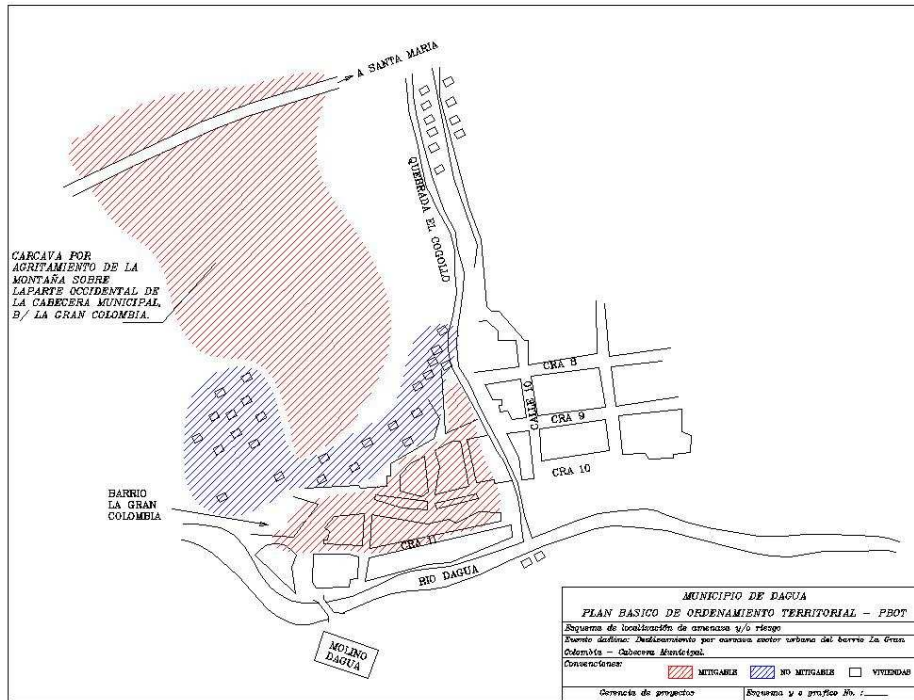 A SANTA MARIA
QUEBRADA EL COGOLLO
CARCAVA POR
AGRITAMIENTO DE LA
MONTAÑA SOBRE
LAPARTE OCCIDENTAL DE
LA CABECERA MUNICIPAL,
B/ LA GRAN COLOMBIA.
CRA 8
CALLE 10
CRA 9
CRA 10
BARRIO
LA GRAN
COLOMBIA
CRA 11
RIO DAGUA
MOLINO
DAGUA
MUNICIPIO DE DAGUA
PLAN BASICO DE ORDENAMIENTO TERRITORIAL - PBOT
Esquema de localización de amenaza y/o riesgo
Evento dañino: Deslizamiento por carcava sector urbano del barrio La Gran
Colombia - Cabecera Municipal.
Convenciones:
MITIGABLE
NO MITIGABLE
VIVIENDAS
Gerencia de proyectos
Esquema y o grafico No. :____